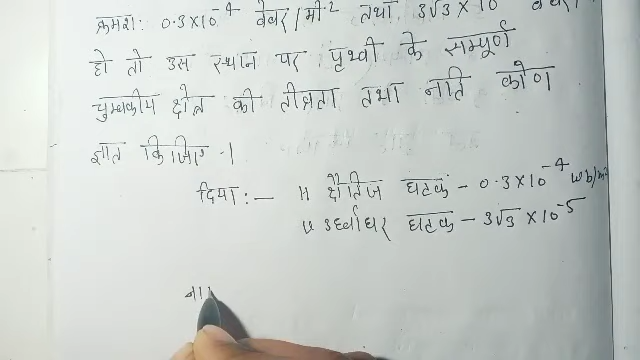 क्रमशः 0.3×10⁻⁴ वेबर/मी.² तथा 3√3×10
हो तो उस स्थान पर पृथ्वी के सम्पूर्ण
चुम्बकीय क्षेत्र की तीव्रता तथा नति कोण
ज्ञात किजिए ।
दिया :— H क्षैतिज घटक - 0.3×10⁻⁴ wb/m²
उर्ध्वाधर घटक - 3√3×10⁻⁵